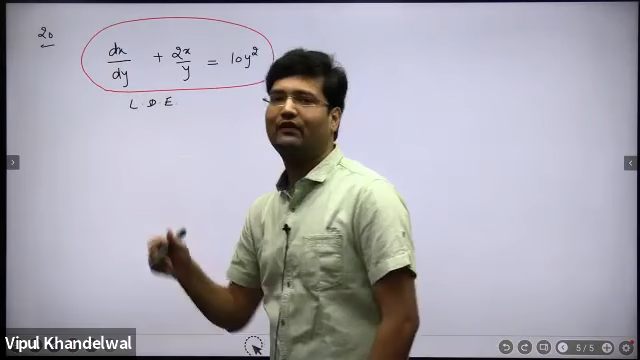 20
dx/dy + 2x/y = 10y²
L.D.E.
5/5
Vipul Khandelwal